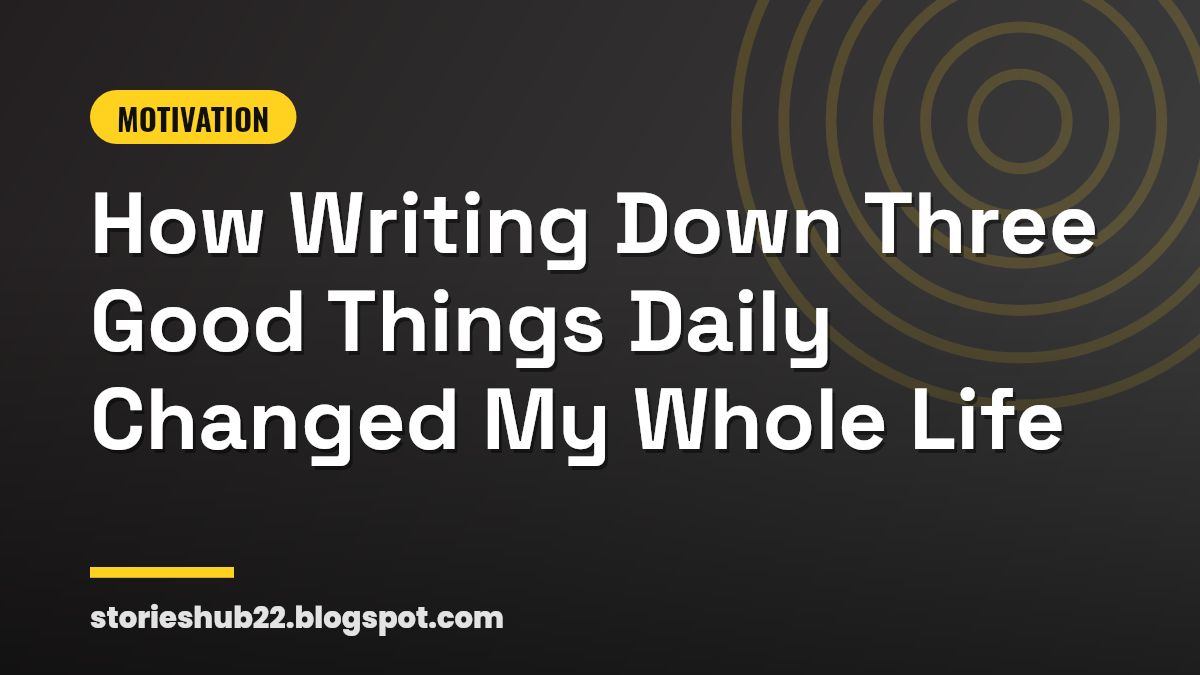 MOTIVATION
How Writing Down Three
Good Things Daily
Changed My Whole Life
storieshub22.blogspot.com